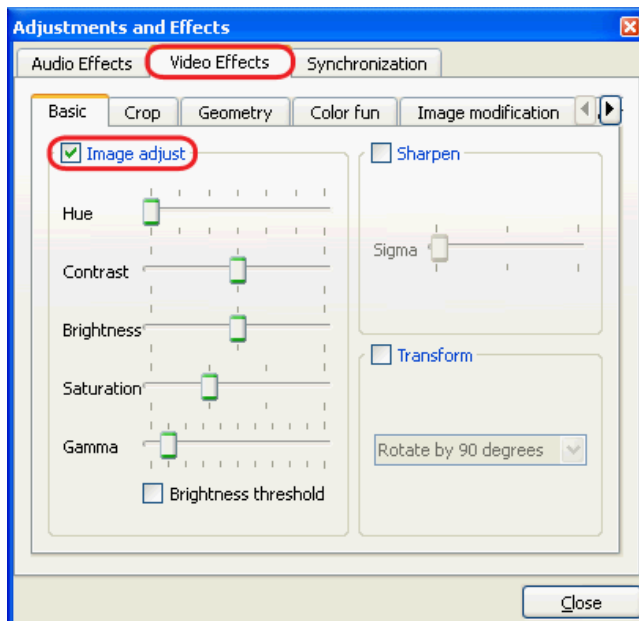 Adjustments and Effects
Audio Effects Video Effects Synchronization
Basic Crop Geometry Color fun Image modification
Image adjust
Hue
Contrast
Brightness
Saturation
Gamma
Brightness threshold
Sharpen
Sigma
Transform
Rotate by 90 degrees
Close